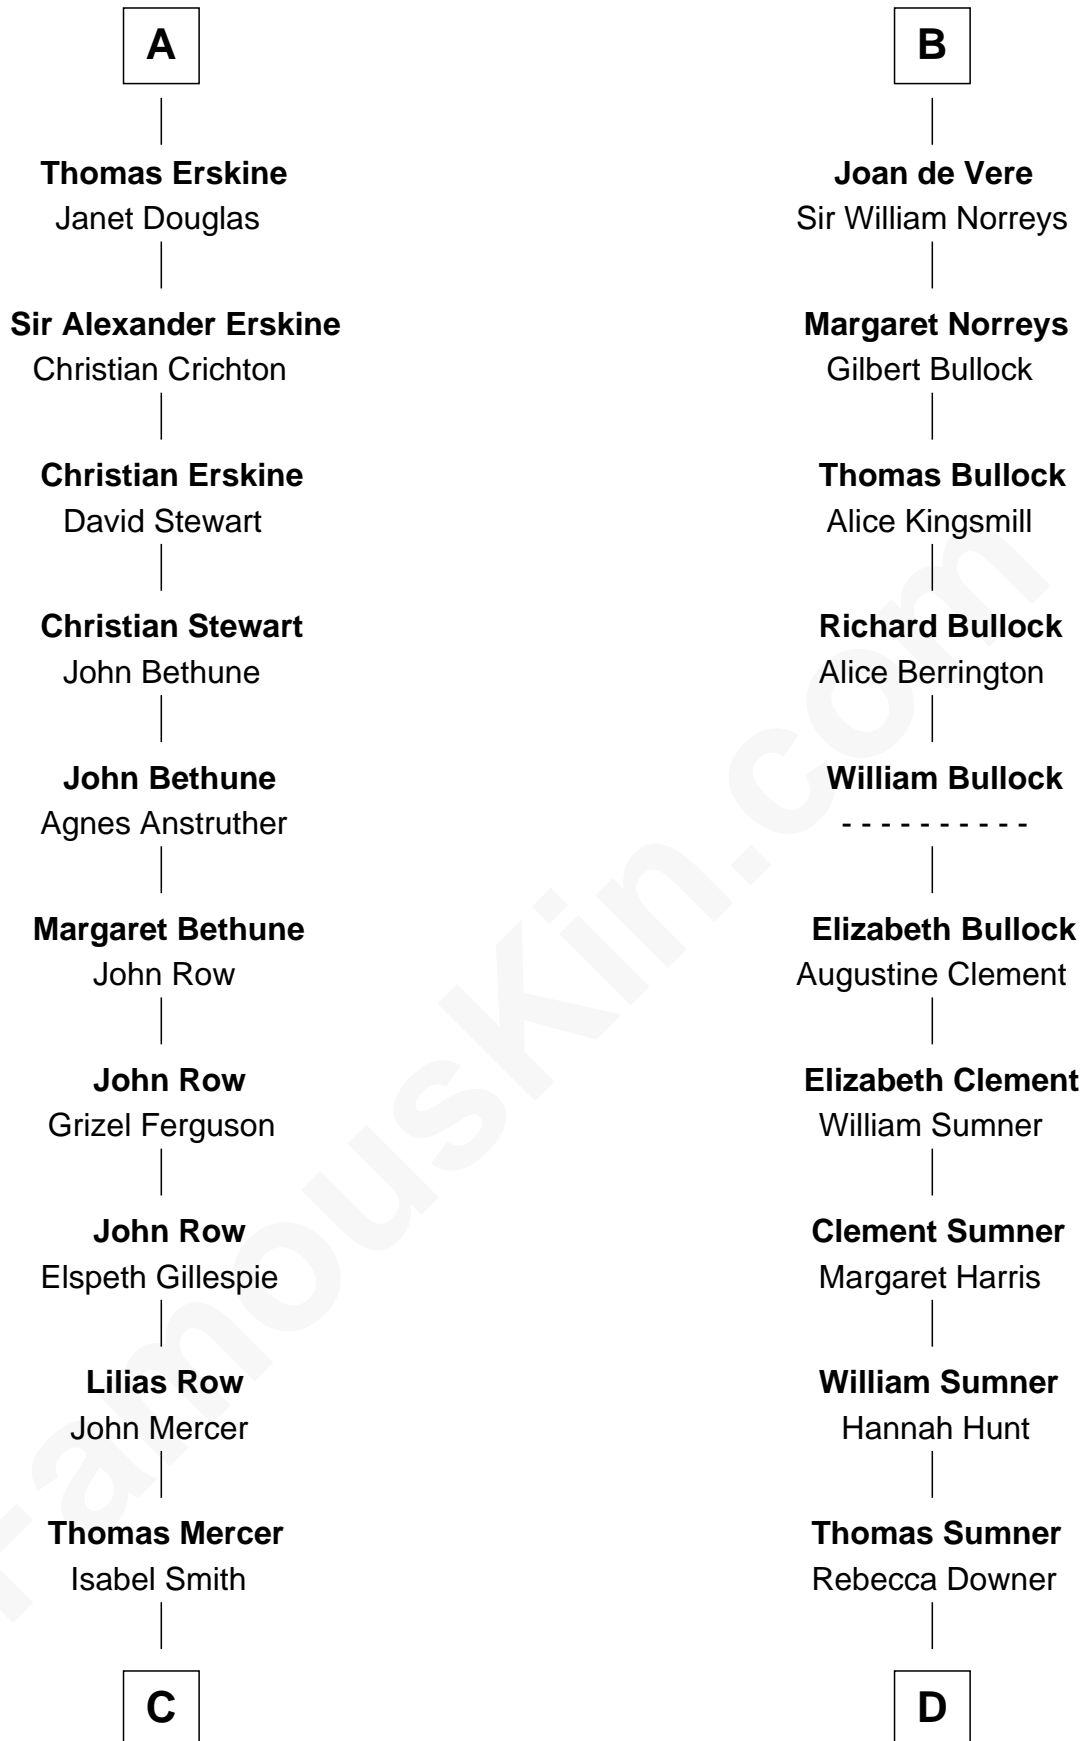 A
Thomas Erskine
Janet Douglas
Sir Alexander Erskine
Christian Crichton
Christian Erskine
David Stewart
Christian Stewart
John Bethune
John Bethune
Agnes Anstruther
Margaret Bethune
John Row
John Row
Grizel Ferguson
John Row
Elspeth Gillespie
Lilias Row
John Mercer
Thomas Mercer
Isabel Smith
C
B
Joan de Vere
Sir William Norreys
Margaret Norreys
Gilbert Bullock
Thomas Bullock
Alice Kingsmill
Richard Bullock
Alice Berrington
William Bullock
- - - - - - - - - -
Elizabeth Bullock
Augustine Clement
Elizabeth Clement
William Sumner
Clement Sumner
Margaret Harris
William Sumner
Hannah Hunt
Thomas Sumner
Rebecca Downer
D
FamousKin.com